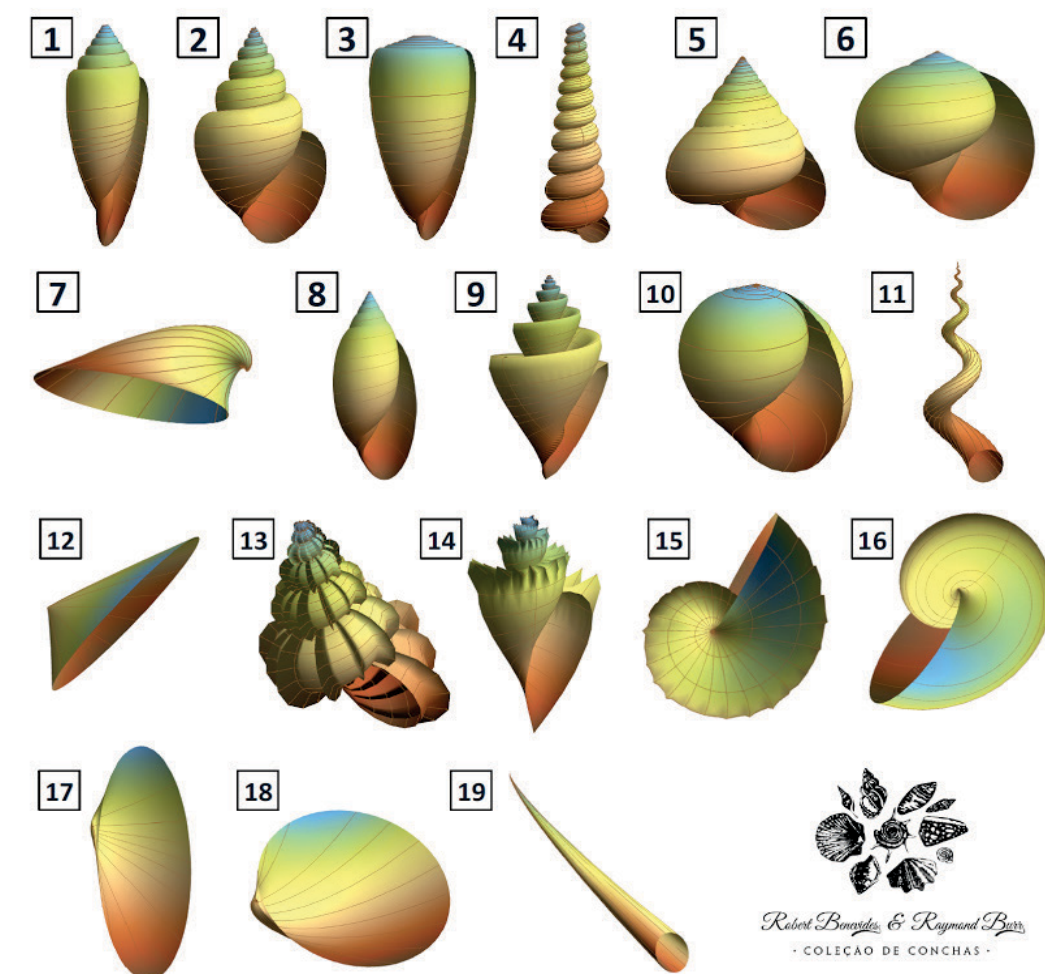 1 2 3 4 5 6
7 8 9 10 11
12 13 14 15 16
17 18 19
Robert Benevides & Raymond Burr
- COLEÇÃO DE CONCHAS -